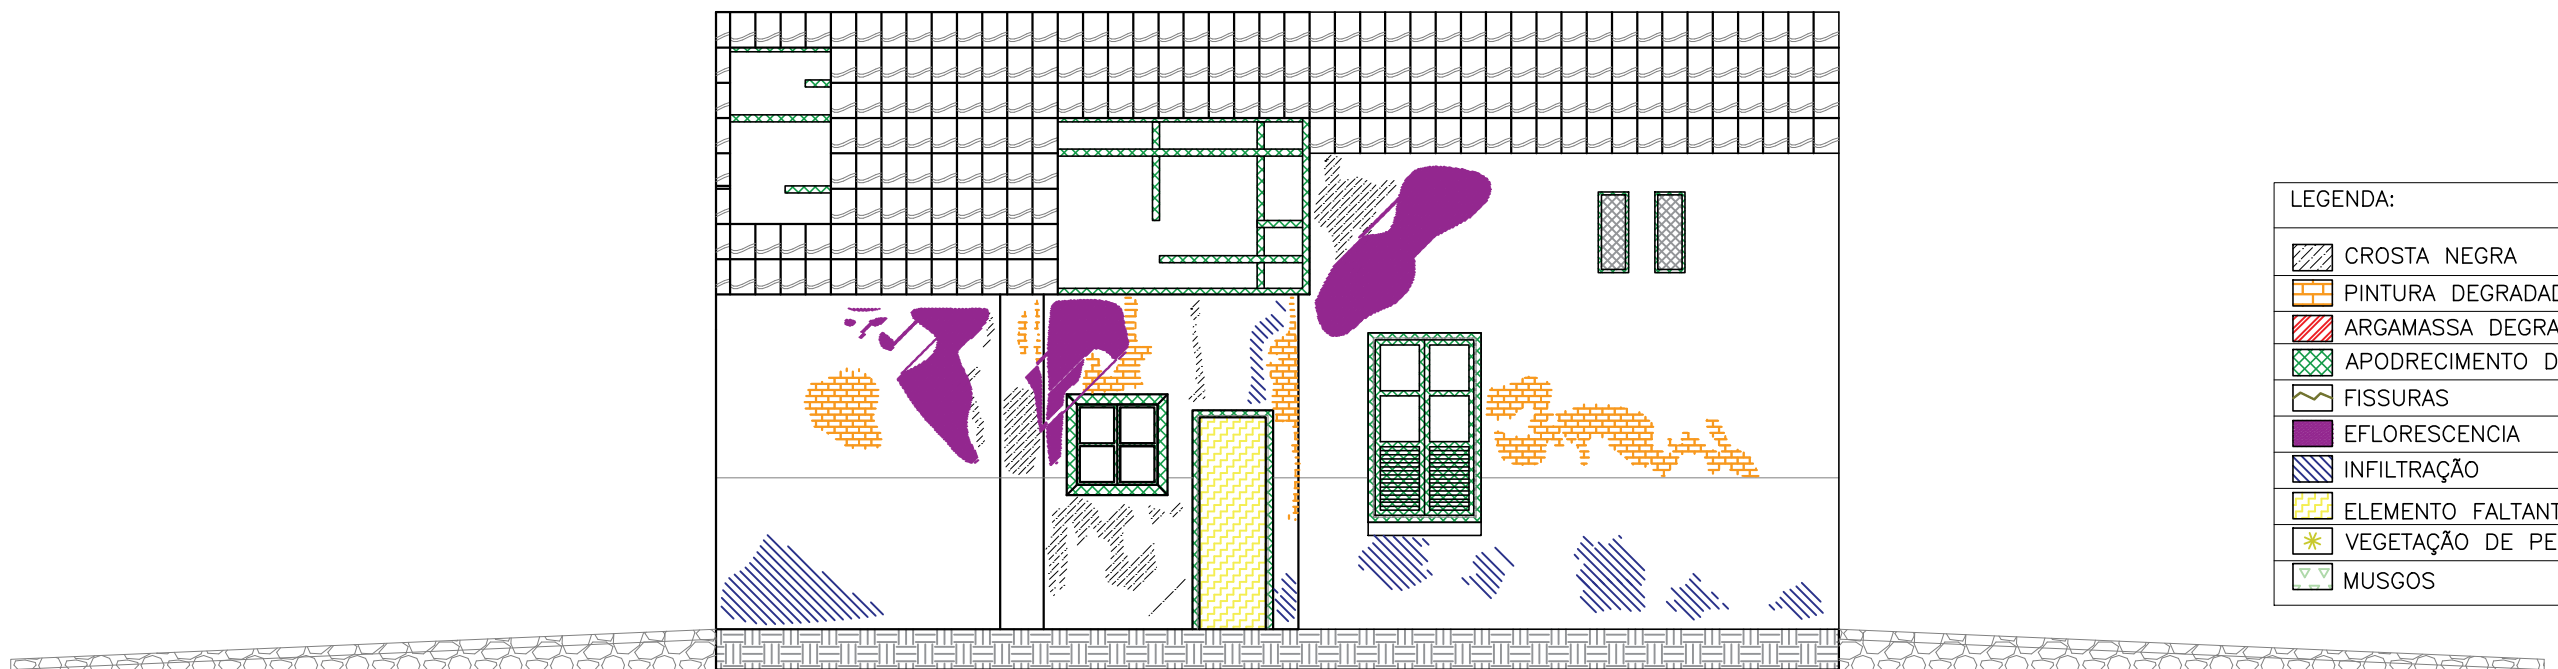 LEGENDA:
CROSTA NEGRA
PINTURA DEGRADAD
ARGAMASSA DEGRA
APODRECIMENTO D
FISSURAS
EFLORESCENCIA
INFILTRAÇÃO
ELEMENTO FALTANT
VEGETAÇÃO DE PE
MUSGOS